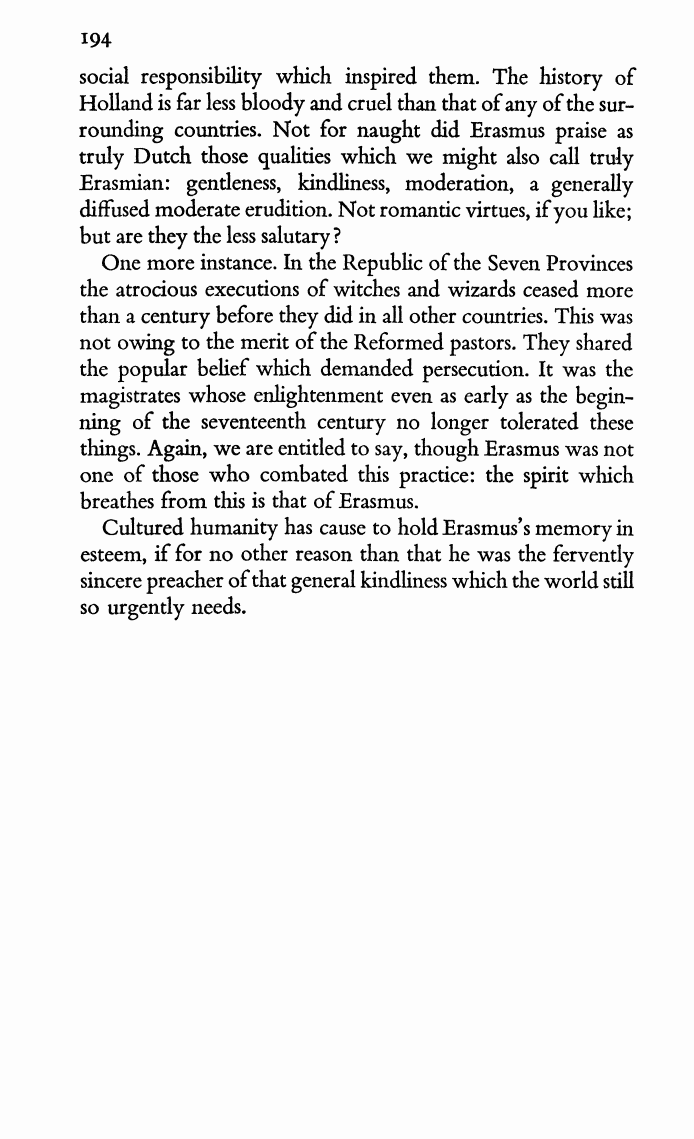 194
social responsibility which inspired them. The history of
Holland is far less bloody and cruel than that of any of the sur-
rounding countries. Not for naught did Erasmus praise as
truly Dutch those qualities which we might also call truly
Erasmian: gentleness, kindliness, moderation, a generally
diffused moderate erudition. Not romantic virtues, if you like;
but are they the less salutary?
One more instance. In the Republic of the Seven Provinces
the atrocious executions of witches and wizards ceased more
than a century before they did in all other countries. This was
not owing to the merit of the Reformed pastors. They shared
the popular belief which demanded persecution. It was the
magistrates whose enlightenment even as early as the begin-
ning of the seventeenth century no longer tolerated these
things. Again, we are entitled to say, though Erasmus was not
one of those who combated this practice: the spirit which
breathes from this is that of Erasmus.
Cultured humanity has cause to hold Erasmus's memory in
esteem, if for no other reason than that he was the fervently
sincere preacher of that general kindliness which the world still
so urgently needs.